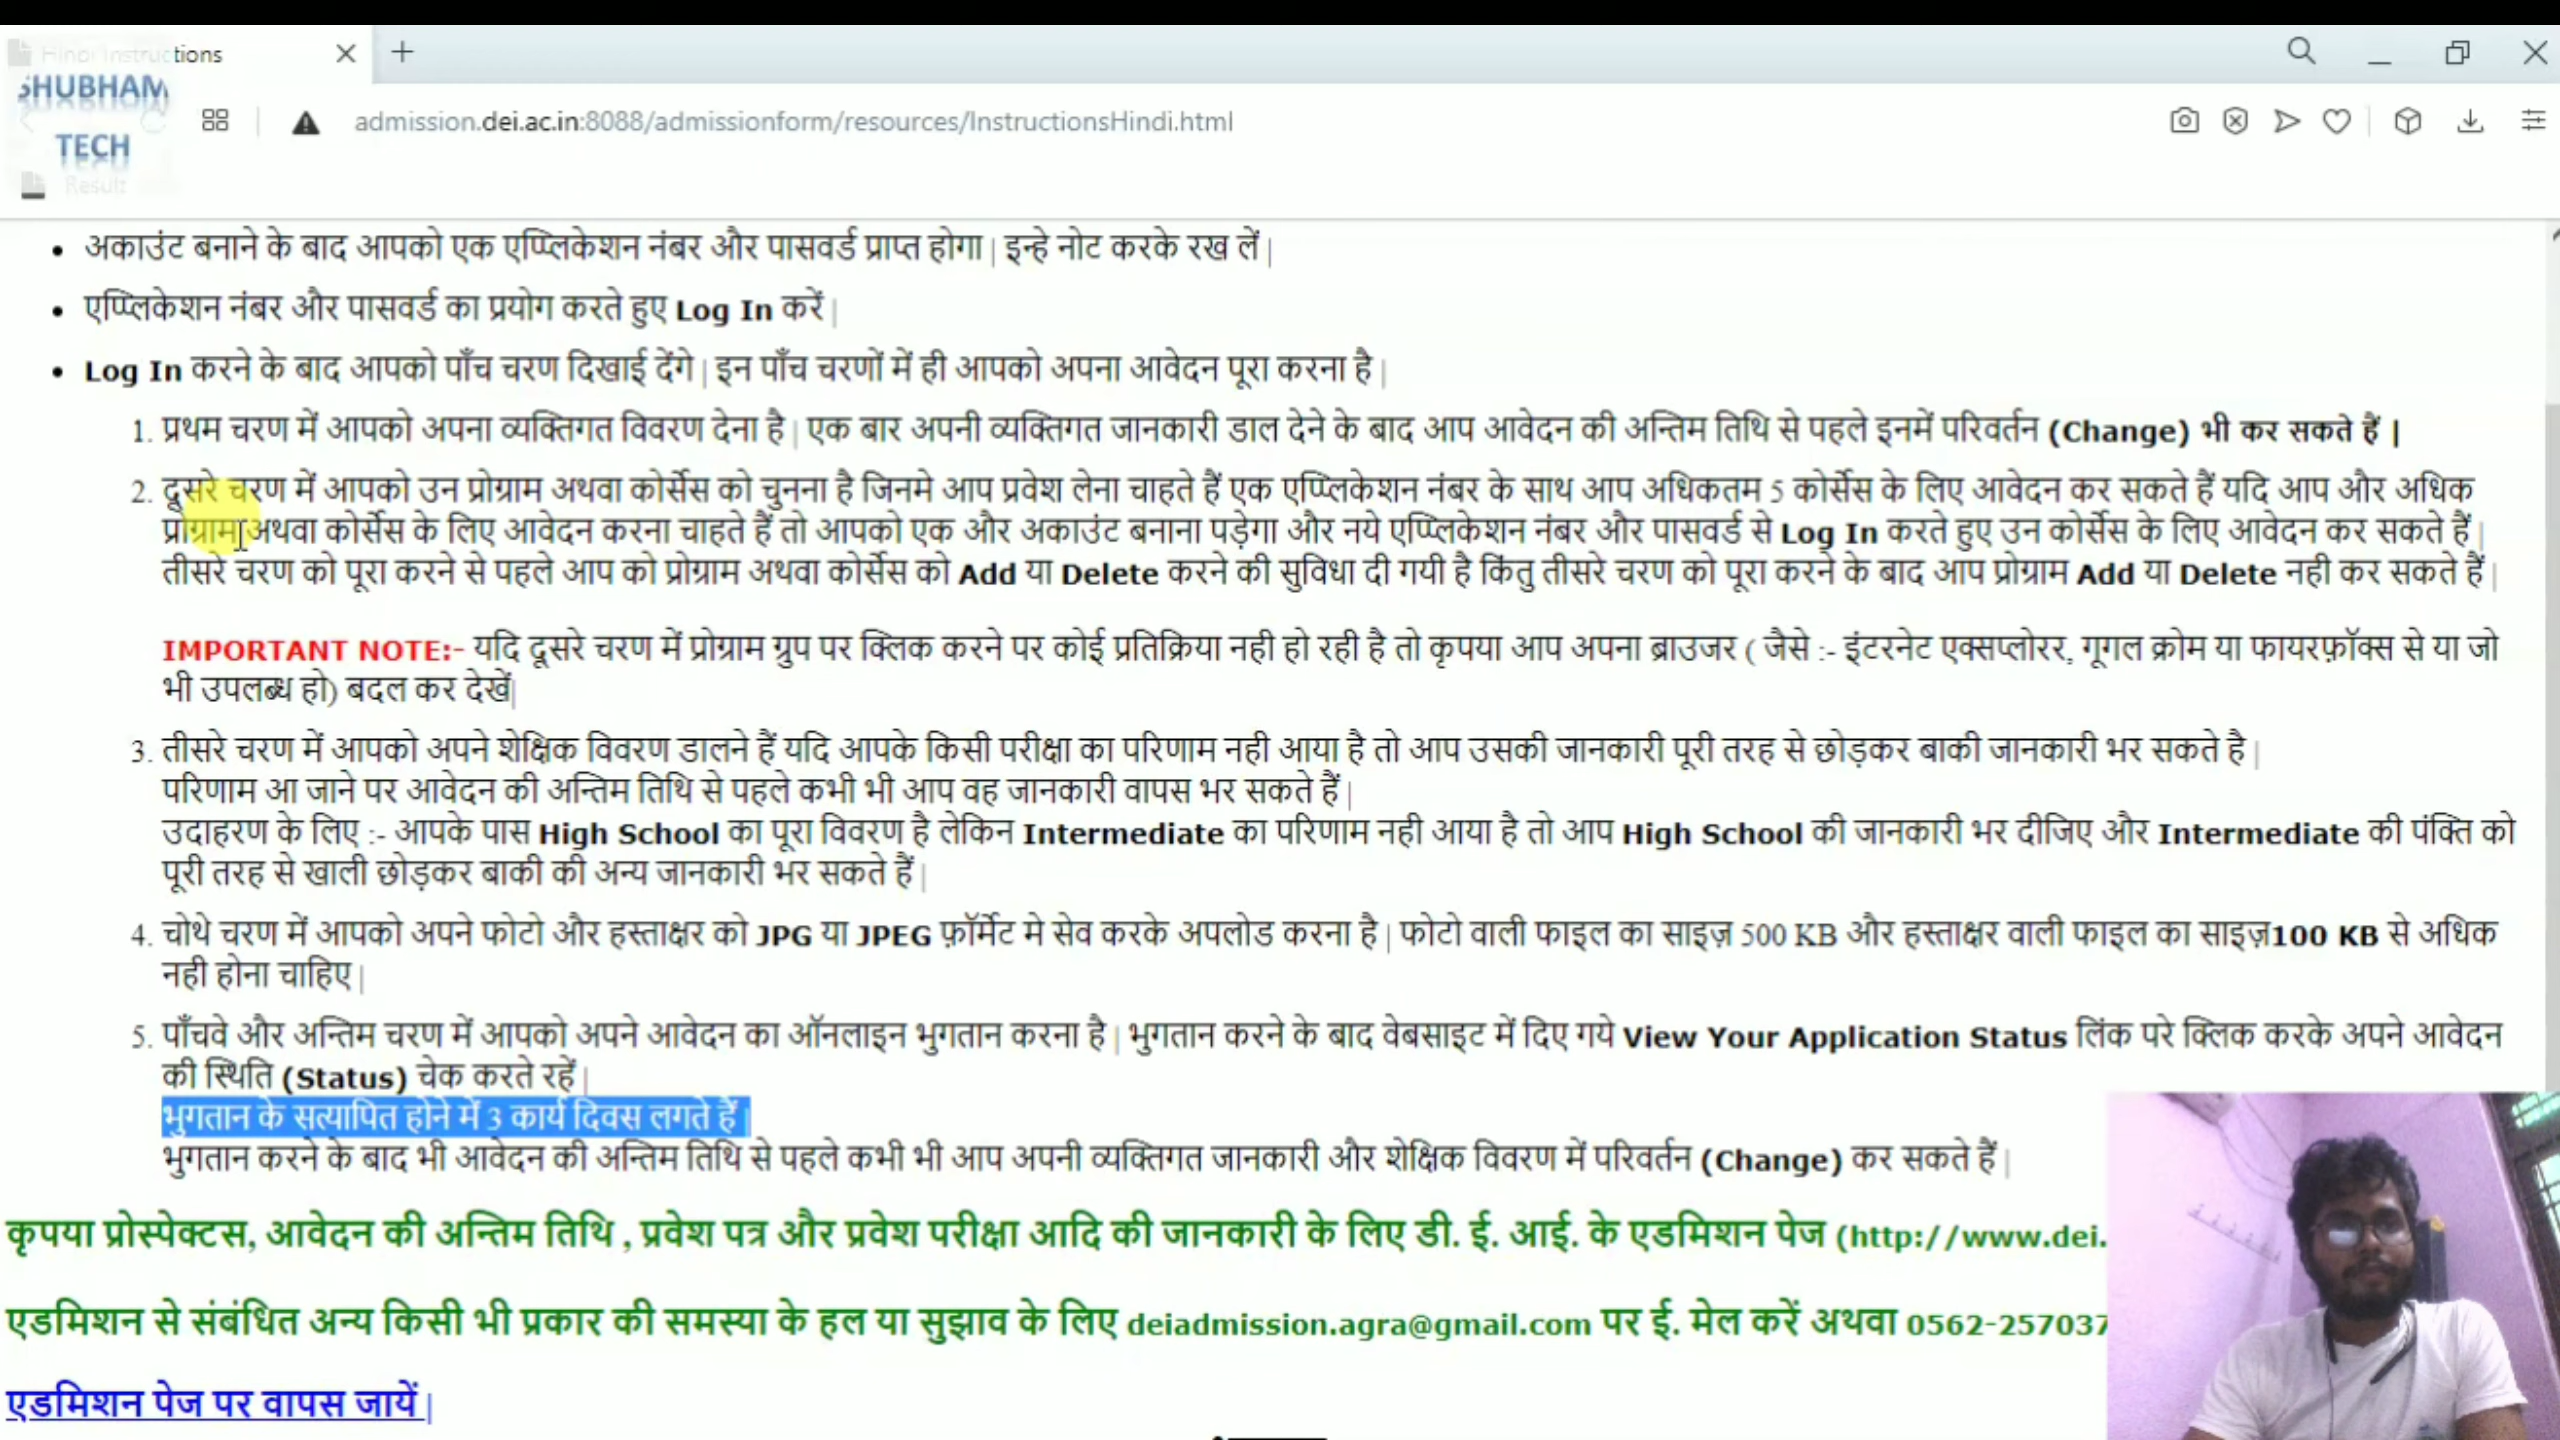 Hindi Instructions
SHUBHAM
TECH
admission.dei.ac.in:8088/admissionform/resources/InstructionsHindi.html
Result
• अकाउंट बनाने के बाद आपको एक एप्प्लिकेशन नंबर और पासवर्ड प्राप्त होगा | इन्हे नोट करके रख लें |
• एप्प्लिकेशन नंबर और पासवर्ड का प्रयोग करते हुए Log In करें |
• Log In करने के बाद आपको पाँच चरण दिखाई देंगे | इन पाँच चरणों में ही आपको अपना आवेदन पूरा करना है |
1. प्रथम चरण में आपको अपना व्यक्तिगत विवरण देना है | एक बार अपनी व्यक्तिगत जानकारी डाल देने के बाद आप आवेदन की अन्तिम तिथि से पहले इनमें परिवर्तन (Change) भी कर सकते हैं |
2. दूसरे चरण में आपको उन प्रोग्राम अथवा कोर्सेस को चुनना है जिनमे आप प्रवेश लेना चाहते हैं एक एप्प्लिकेशन नंबर के साथ आप अधिकतम 5 कोर्सेस के लिए आवेदन कर सकते हैं यदि आप और अधिक
प्रोग्राम अथवा कोर्सेस के लिए आवेदन करना चाहते हैं तो आपको एक और अकाउंट बनाना पड़ेगा और नये एप्प्लिकेशन नंबर और पासवर्ड से Log In करते हुए उन कोर्सेस के लिए आवेदन कर सकते हैं |
तीसरे चरण को पूरा करने से पहले आप को प्रोग्राम अथवा कोर्सेस को Add या Delete करने की सुविधा दी गयी है किंतु तीसरे चरण को पूरा करने के बाद आप प्रोग्राम Add या Delete नही कर सकते हैं |
IMPORTANT NOTE:- यदि दूसरे चरण में प्रोग्राम ग्रुप पर क्लिक करने पर कोई प्रतिक्रिया नही हो रही है तो कृपया आप अपना ब्राउजर ( जैसे :- इंटरनेट एक्सप्लोरर, गूगल क्रोम या फायरफ़ॉक्स से या जो
भी उपलब्ध हो) बदल कर देखें|
3. तीसरे चरण में आपको अपने शेक्षिक विवरण डालने हैं यदि आपके किसी परीक्षा का परिणाम नही आया है तो आप उसकी जानकारी पूरी तरह से छोड़कर बाकी जानकारी भर सकते है |
परिणाम आ जाने पर आवेदन की अन्तिम तिथि से पहले कभी भी आप वह जानकारी वापस भर सकते हैं |
उदाहरण के लिए :- आपके पास High School का पूरा विवरण है लेकिन Intermediate का परिणाम नही आया है तो आप High School की जानकारी भर दीजिए और Intermediate की पंक्ति को
पूरी तरह से खाली छोड़कर बाकी की अन्य जानकारी भर सकते हैं |
4. चोथे चरण में आपको अपने फोटो और हस्ताक्षर को JPG या JPEG फ़ॉर्मेट मे सेव करके अपलोड करना है | फोटो वाली फाइल का साइज़ 500 KB और हस्ताक्षर वाली फाइल का साइज़100 KB से अधिक
नही होना चाहिए |
5. पाँचवे और अन्तिम चरण में आपको अपने आवेदन का ऑनलाइन भुगतान करना है | भुगतान करने के बाद वेबसाइट में दिए गये View Your Application Status लिंक परे क्लिक करके अपने आवेदन
की स्थिति (Status) चेक करते रहें |
भुगतान के सत्यापित होने में 3 कार्य दिवस लगते हैं |
भुगतान करने के बाद भी आवेदन की अन्तिम तिथि से पहले कभी भी आप अपनी व्यक्तिगत जानकारी और शेक्षिक विवरण में परिवर्तन (Change) कर सकते हैं |
कृपया प्रोस्पेक्टस, आवेदन की अन्तिम तिथि , प्रवेश पत्र और प्रवेश परीक्षा आदि की जानकारी के लिए डी. ई. आई. के एडमिशन पेज (http://www.dei.
एडमिशन से संबंधित अन्य किसी भी प्रकार की समस्या के हल या सुझाव के लिए deiadmission.agra@gmail.com पर ई. मेल करें अथवा 0562-257037
एडमिशन पेज पर वापस जायें |